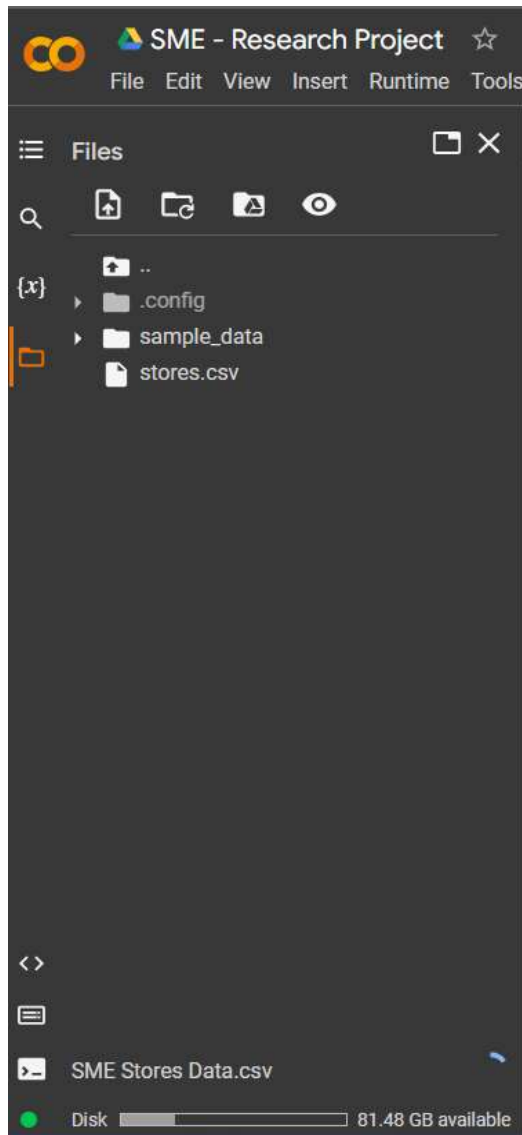 SME - Research Project
File Edit View Insert Runtime Tools
Files
{x}
..
.config
sample_data
stores.csv
SME Stores Data.csv
Disk 81.48 GB available